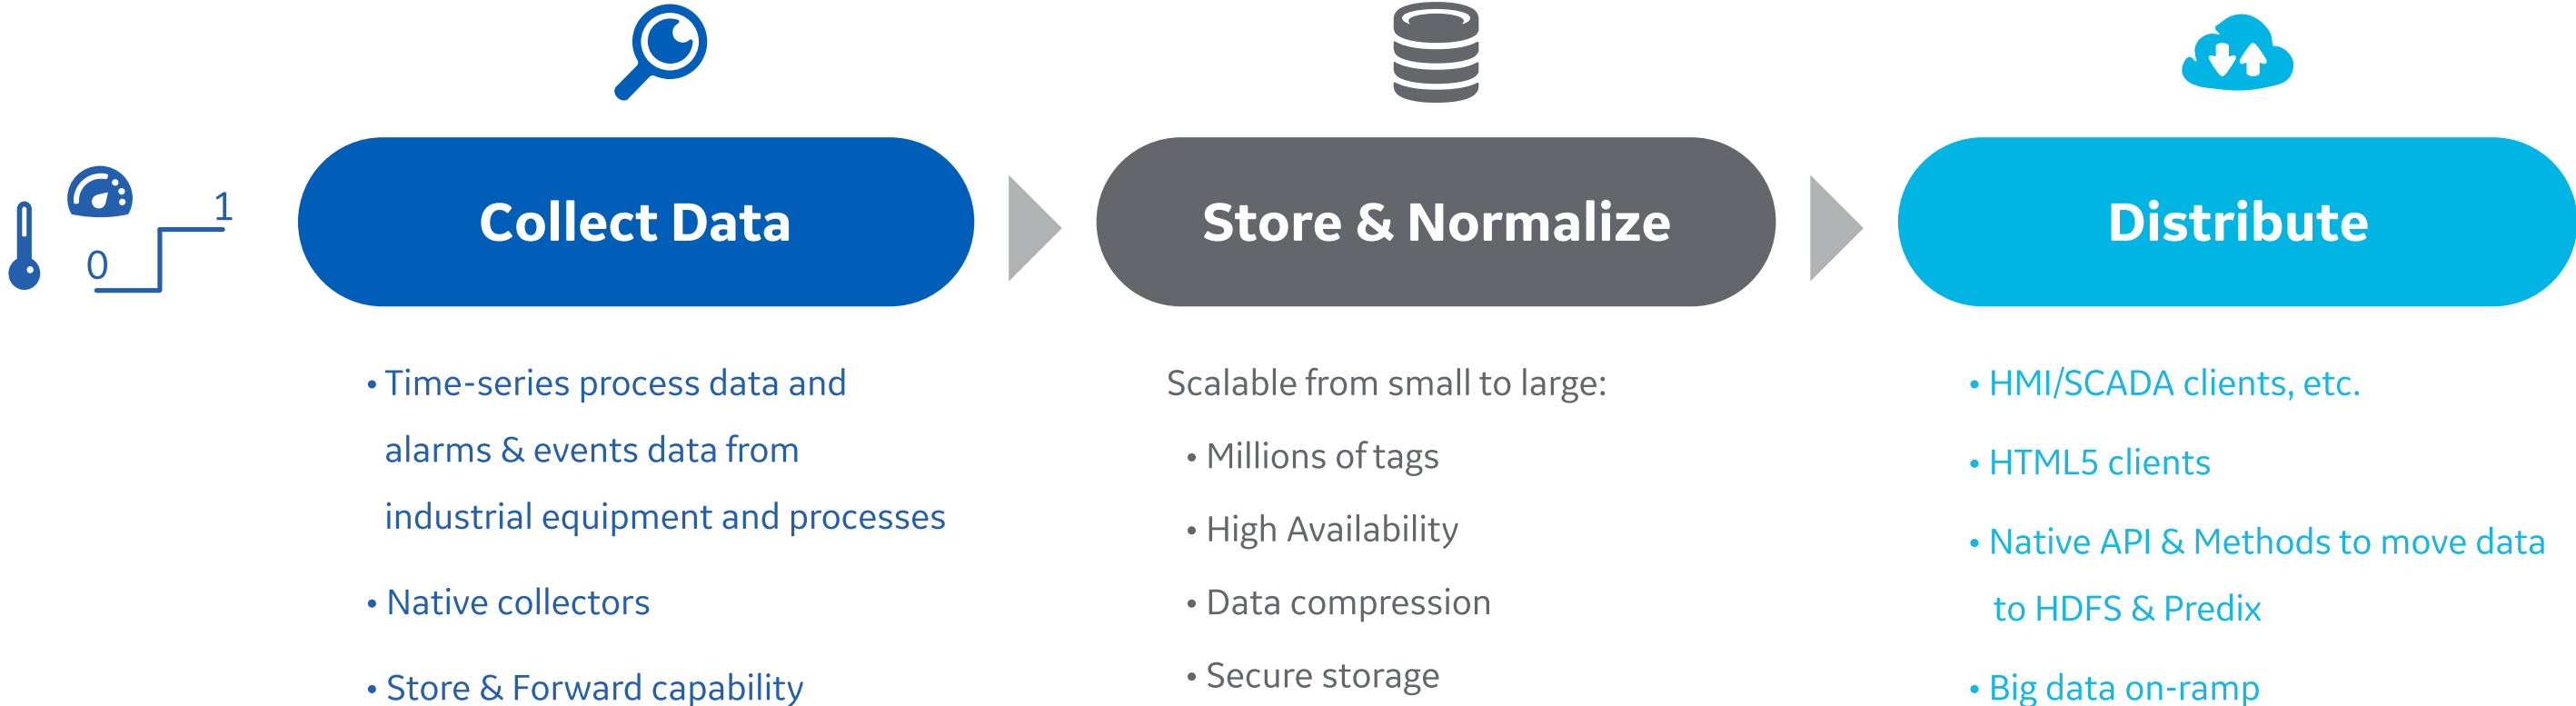 1
0
Collect Data
• Time-series process data and
alarms & events data from
industrial equipment and processes
• Native collectors
• Store & Forward capability
Store & Normalize
Scalable from small to large:
• Millions of tags
• High Availability
• Data compression
• Secure storage
Distribute
• HMI/SCADA clients, etc.
• HTML5 clients
• Native API & Methods to move data
to HDFS & Predix
• Big data on-ramp